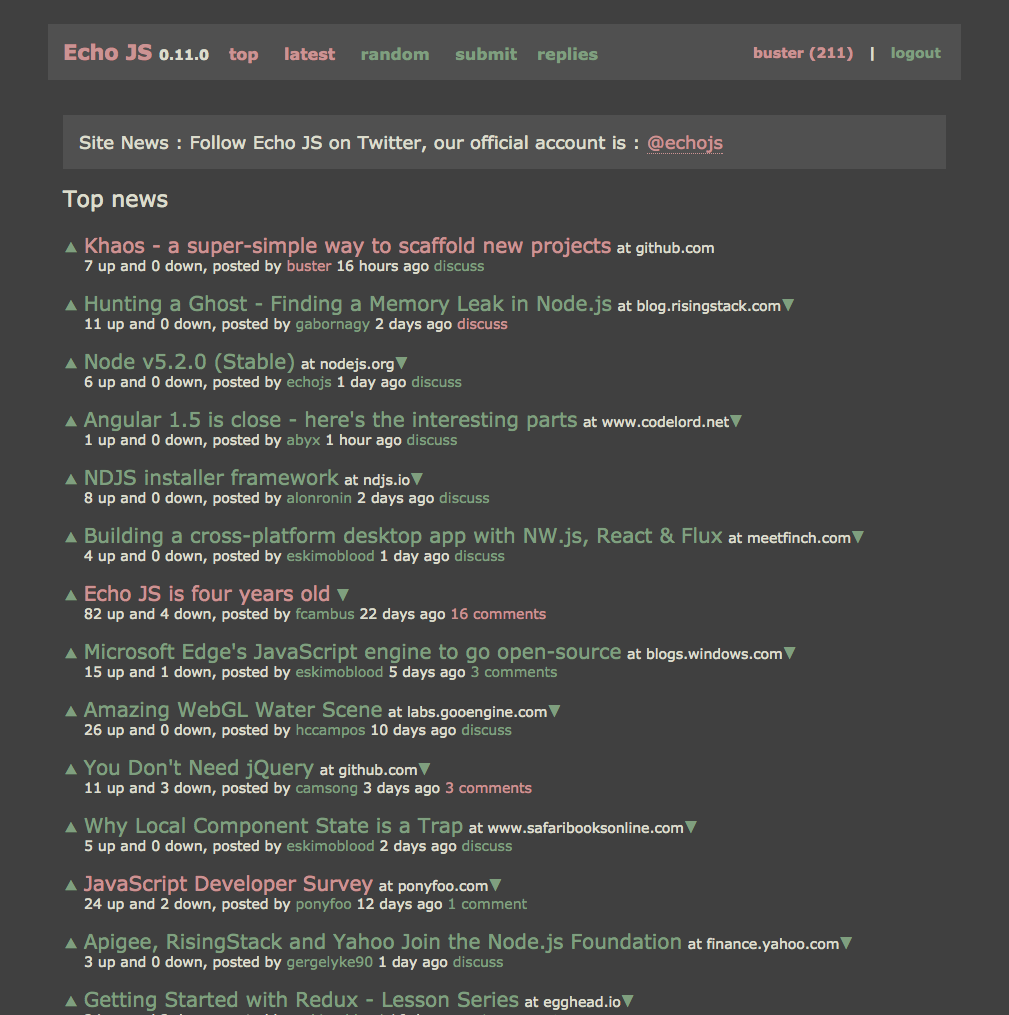 Echo JS 0.11.0 top latest random submit replies buster (211) | logout
Site News : Follow Echo JS on Twitter, our official account is : @echojs
Top news
▲ Khaos - a super-simple way to scaffold new projects at github.com
7 up and 0 down, posted by buster 16 hours ago discuss
▲ Hunting a Ghost - Finding a Memory Leak in Node.js at blog.risingstack.com▼
11 up and 0 down, posted by gabornagy 2 days ago discuss
▲ Node v5.2.0 (Stable) at nodejs.org▼
6 up and 0 down, posted by echojs 1 day ago discuss
▲ Angular 1.5 is close - here's the interesting parts at www.codelord.net▼
1 up and 0 down, posted by abyx 1 hour ago discuss
▲ NDJS installer framework at ndjs.io▼
8 up and 0 down, posted by alonronin 2 days ago discuss
▲ Building a cross-platform desktop app with NW.js, React & Flux at meetfinch.com▼
4 up and 0 down, posted by eskimoblood 1 day ago discuss
▲ Echo JS is four years old ▼
82 up and 4 down, posted by fcambus 22 days ago 16 comments
▲ Microsoft Edge's JavaScript engine to go open-source at blogs.windows.com▼
15 up and 1 down, posted by eskimoblood 5 days ago 3 comments
▲ Amazing WebGL Water Scene at labs.gooengine.com▼
26 up and 0 down, posted by hccampos 10 days ago discuss
▲ You Don't Need jQuery at github.com▼
11 up and 3 down, posted by camsong 3 days ago 3 comments
▲ Why Local Component State is a Trap at www.safaribooksonline.com▼
5 up and 0 down, posted by eskimoblood 2 days ago discuss
▲ JavaScript Developer Survey at ponyfoo.com▼
24 up and 2 down, posted by ponyfoo 12 days ago 1 comment
▲ Apigee, RisingStack and Yahoo Join the Node.js Foundation at finance.yahoo.com▼
3 up and 0 down, posted by gergelyke90 1 day ago discuss
▲ Getting Started with Redux - Lesson Series at egghead.io▼